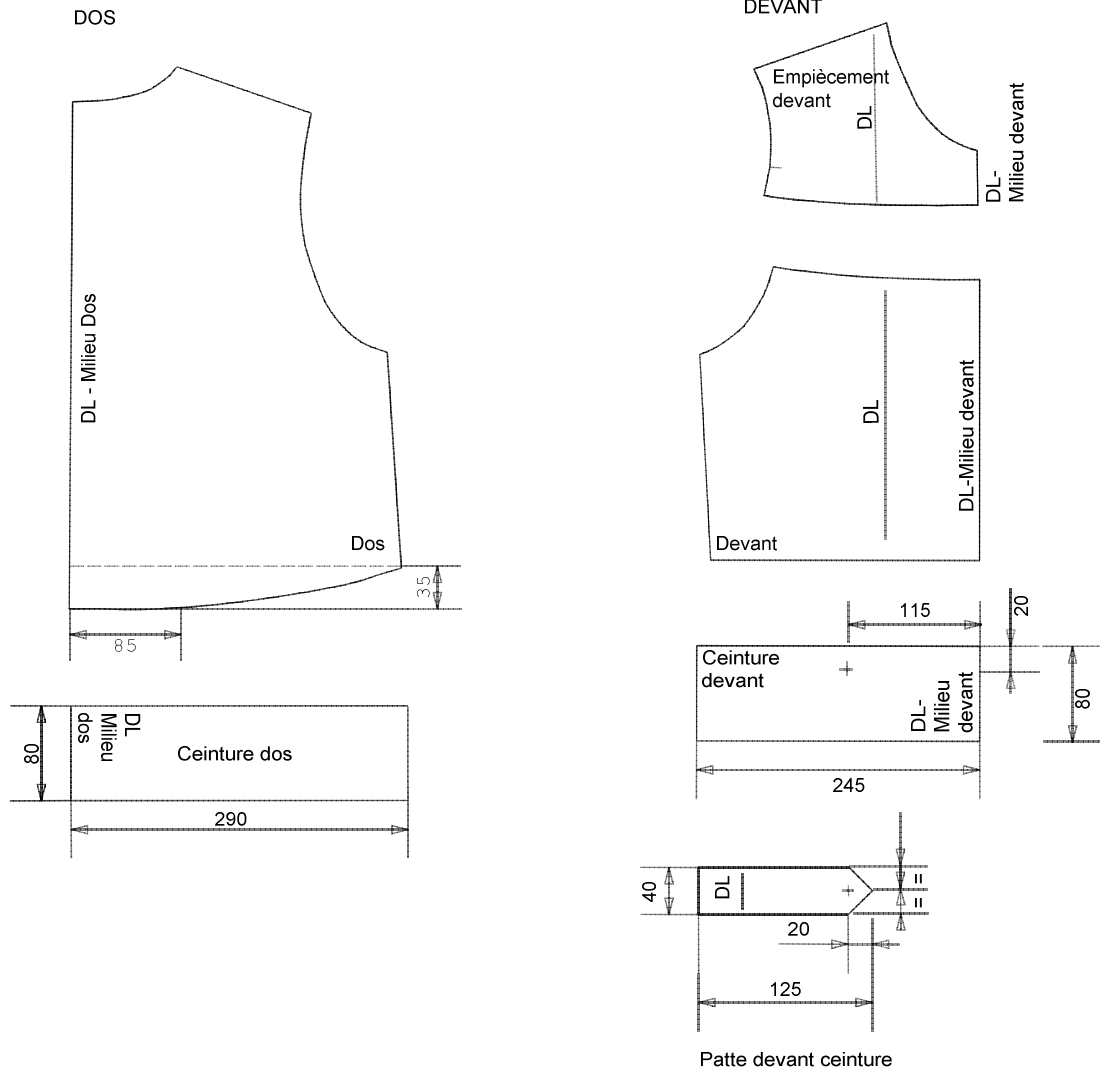 DOS
DL - Milieu Dos
Dos
35
85
80
DL
Milieu
dos
Ceinture dos
290
DEVANT
Empiècement
devant
DL
DL-
Milieu devant
DL
DL-Milieu devant
Devant
115
20
Ceinture
devant
DL-
Milieu
devant
80
245
40
DL
=
=
20
125
Patte devant ceinture